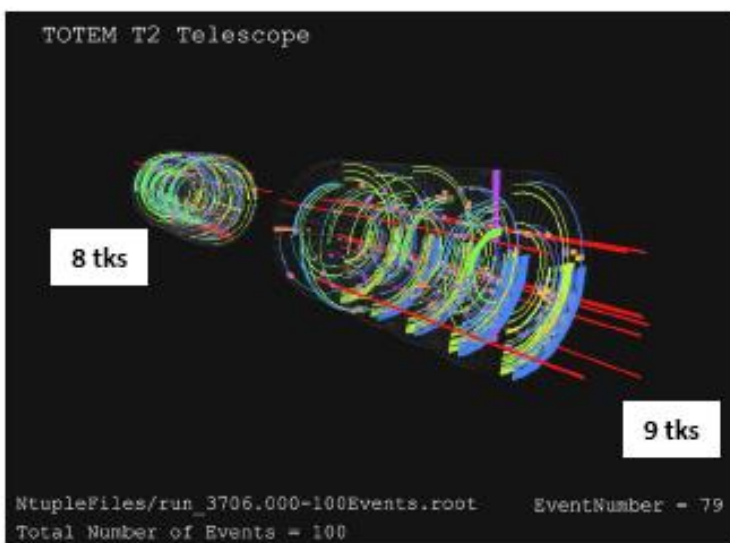 TOTEM T2 Telescope
8 tks
9 tks
NtupleFiles/run_3706.000-100Events.root EventNumber = 79
Total Number of Events = 100